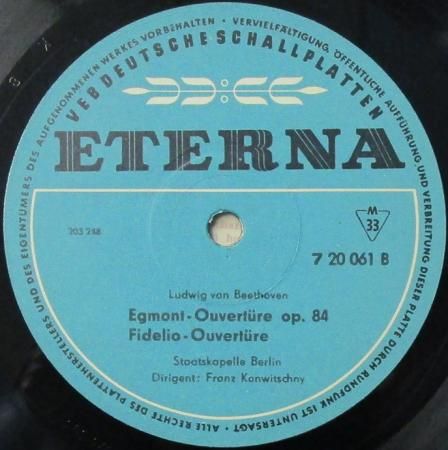 ALLE RECHTE DES PLATTENHERSTELLERS UND DES EIGENTÜMERS DES AUFGENOMMENEN WERKES VORBEHALTEN • VERVIELFÄLTIGUNG, ÖFFENTLICHE AUFFÜHRUNG UND VERBREITUNG DIESER PLATTE DURCH RUNDFUNK IST UNTERSAGT •
VEB DEUTSCHE SCHALLPLATTEN
ETERNA
203 248
M
33
7 20 061 B
Ludwig van Beethoven
Egmont-Ouvertüre op. 84
Fidelio-Ouvertüre
Staatskapelle Berlin
Dirigent: Franz Konwitschny